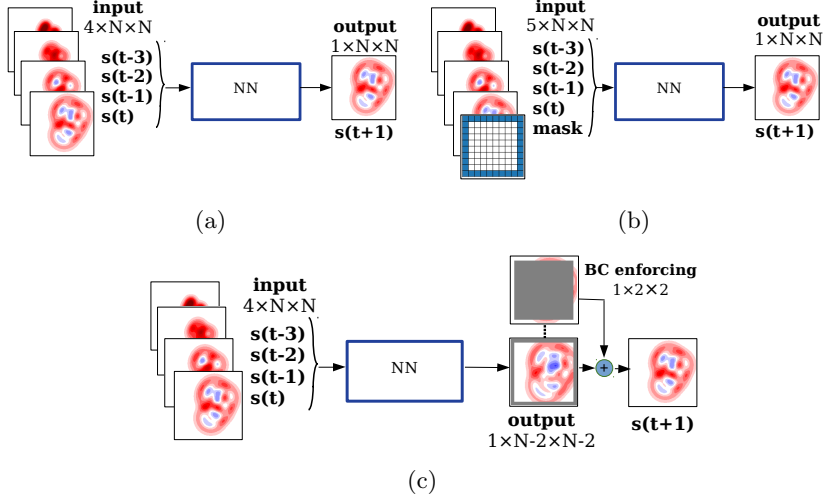 input
4×N×N
s(t-3)
s(t-2)
s(t-1)
s(t)
NN
output
1×N×N
s(t+1)
(a)
input
5×N×N
s(t-3)
s(t-2)
s(t-1)
s(t)
mask
NN
output
1×N×N
s(t+1)
(b)
input
4×N×N
s(t-3)
s(t-2)
s(t-1)
s(t)
NN
BC enforcing
1×2×2
+
output
1×N-2×N-2
s(t+1)
(c)